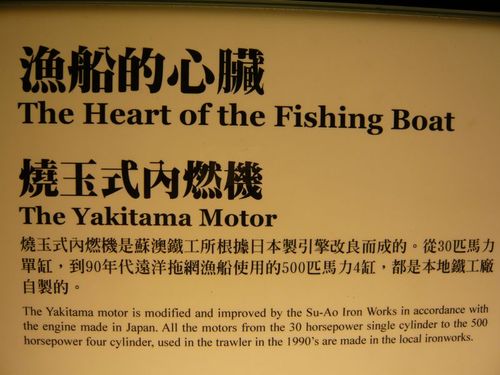 漁船的心臟
The Heart of the Fishing Boat
燒玉式內燃機
The Yakitama Motor
燒玉式內燃機是蘇澳鐵工所根據日本製引擎改良而成的。從30匹馬力
單缸，到90年代遠洋拖網漁船使用的500匹馬力4缸，都是本地鐵工廠
自製的。
The Yakitama motor is modified and improved by the Su-Ao Iron Works in accordance with
the engine made in Japan. All the motors from the 30 horsepower single cylinder to the 500
horsepower four cylinder, used in the trawler in the 1990's are made in the local ironworks.